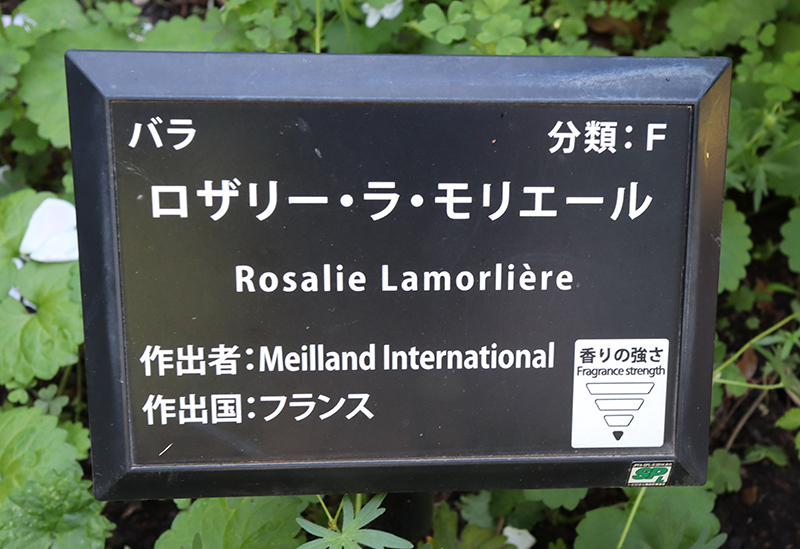 バラ 分類：F
ロザリー・ラ・モリエール
Rosalie Lamorlière
作出者：Meilland International
作出国：フランス
香りの強さ
Fragrance strength